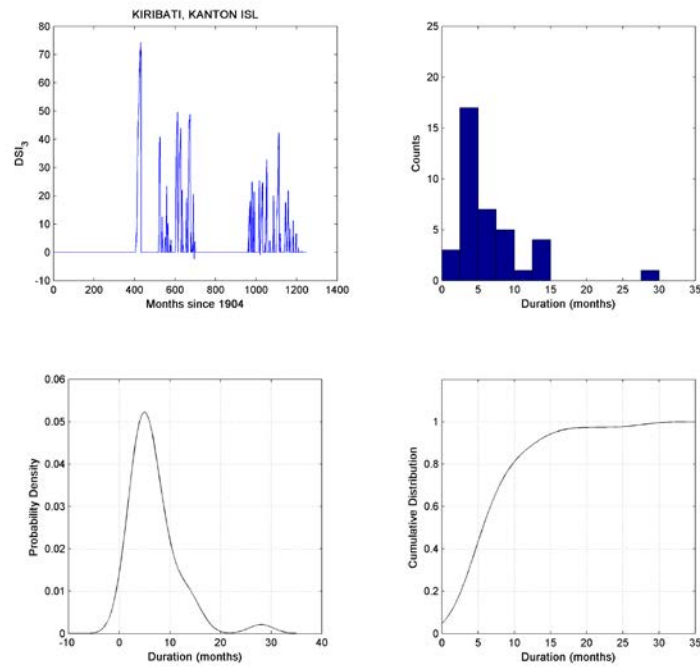 KIRIBATI, KANTON ISL
80
70
60
50
40
30
20
10
0
-10
DSI3
0 200 400 600 800 1000 1200 1400
Months since 1904
25
20
15
10
5
0
Counts
0 5 10 15 20 25 30 35
Duration (months)
0.06
0.05
0.04
0.03
0.02
0.01
0
Probability Density
-10 0 10 20 30 40
Duration (months)
1
0.8
0.6
0.4
0.2
0
Cumulative Distribution
0 5 10 15 20 25 30 35
Duration (months)